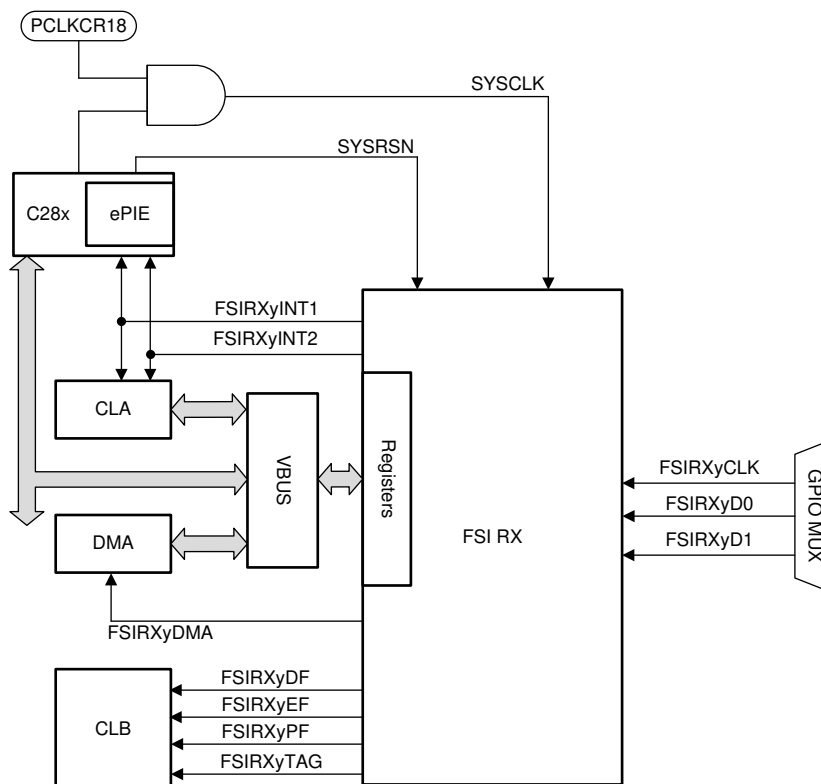 PCLKCR18
SYSCLK
SYSRSN
C28x
ePIE
FSIRXyINT1
FSIRXyINT2
CLA
VBUS
Registers
FSIRXyCLK
FSIRXyD0
FSIRXyD1
GPIO MUX
FSI RX
DMA
FSIRXyDMA
FSIRXyDF
FSIRXyEF
FSIRXyPF
FSIRXyTAG
CLB